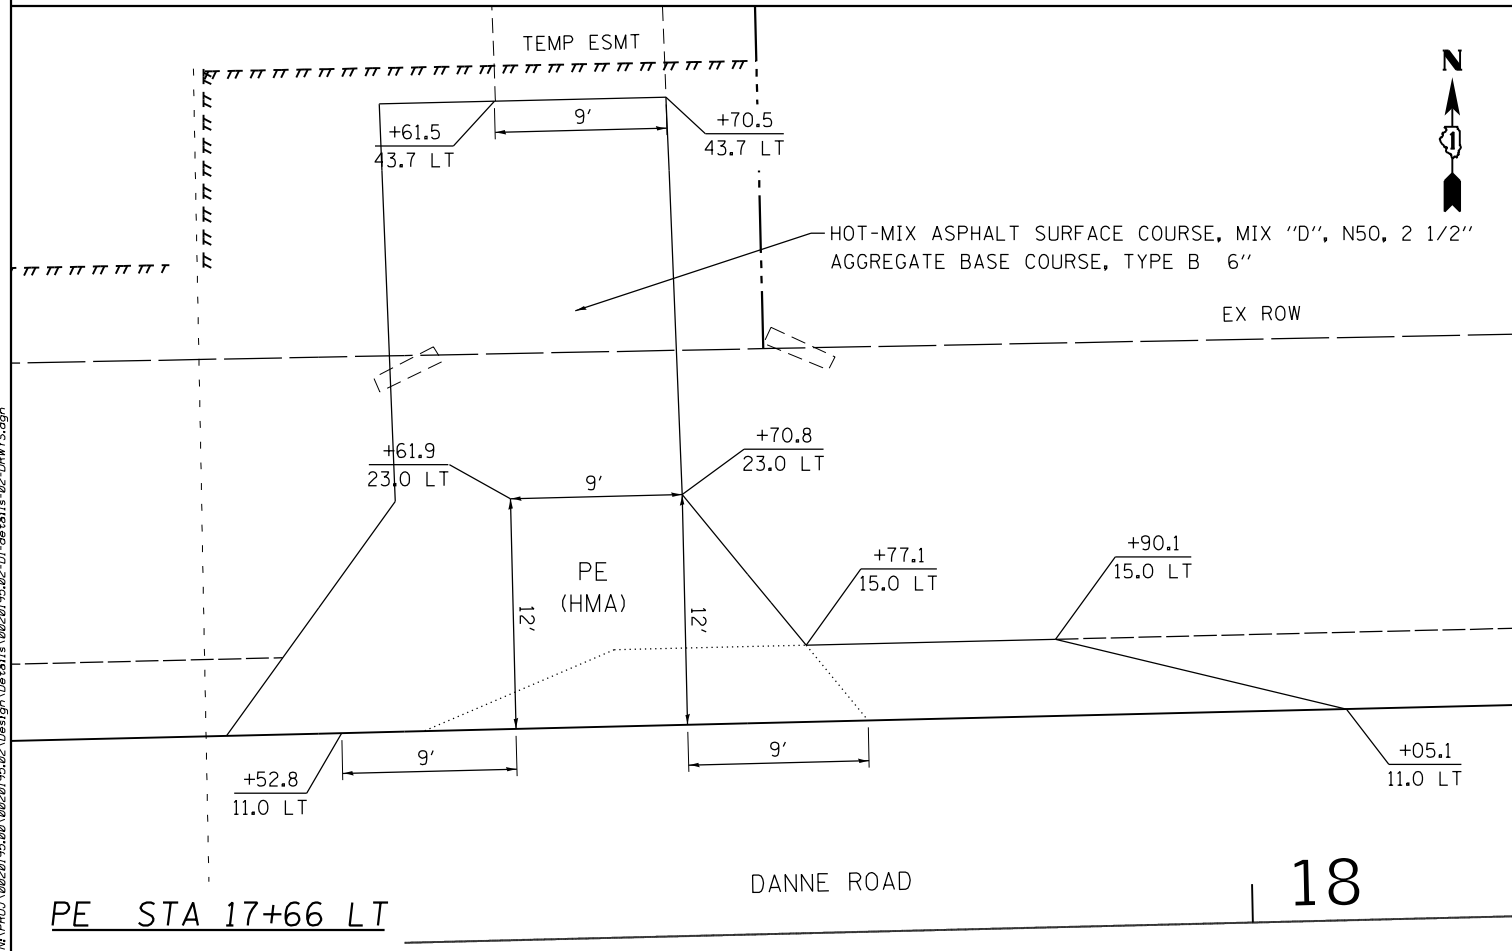 TEMP ESMT
N
1
9'
+61.5
43.7 LT
+70.5
43.7 LT
HOT-MIX ASPHALT SURFACE COURSE, MIX "D", N50, 2 1/2"
AGGREGATE BASE COURSE, TYPE B 6"
EX ROW
+61.9
23.0 LT
+70.8
23.0 LT
9'
PE
(HMA)
12'
12'
+77.1
15.0 LT
+90.1
15.0 LT
9'
9'
+52.8
11.0 LT
+05.1
11.0 LT
DANNE ROAD
18
PE STA 17+66 LT